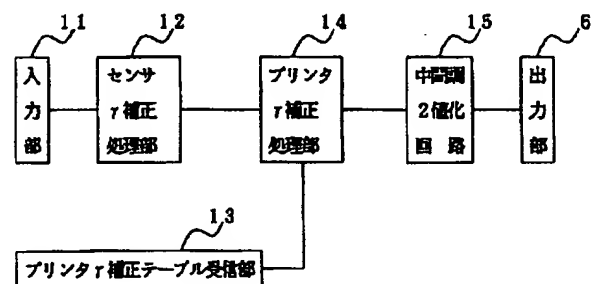 11
12
14
15
6
入力部
センサ
γ補正
処理部
プリンタ
γ補正
処理部
中間調
2値化
回路
出力部
13
プリンタγ補正テーブル受信部